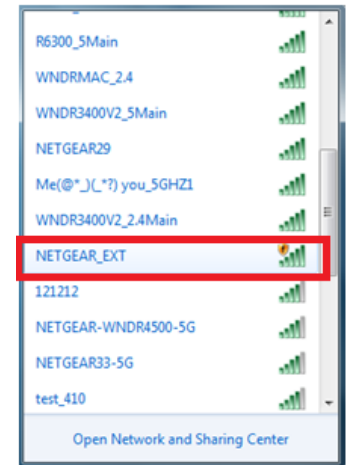 R6300_5Main
WNDRMAC_2.4
WNDR3400V2_5Main
NETGEAR29
Me(@*_)(_*?) you_5GHZ1
WNDR3400V2_2.4Main
NETGEAR_EXT
121212
NETGEAR-WNDR4500-5G
NETGEAR33-5G
test_410
Open Network and Sharing Center